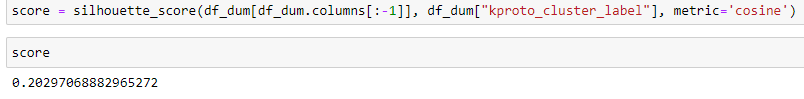 score = silhouette_score(df_dum[df_dum.columns[:-1]], df_dum["kproto_cluster_label"], metric='cosine')
score
0.20297068882965272